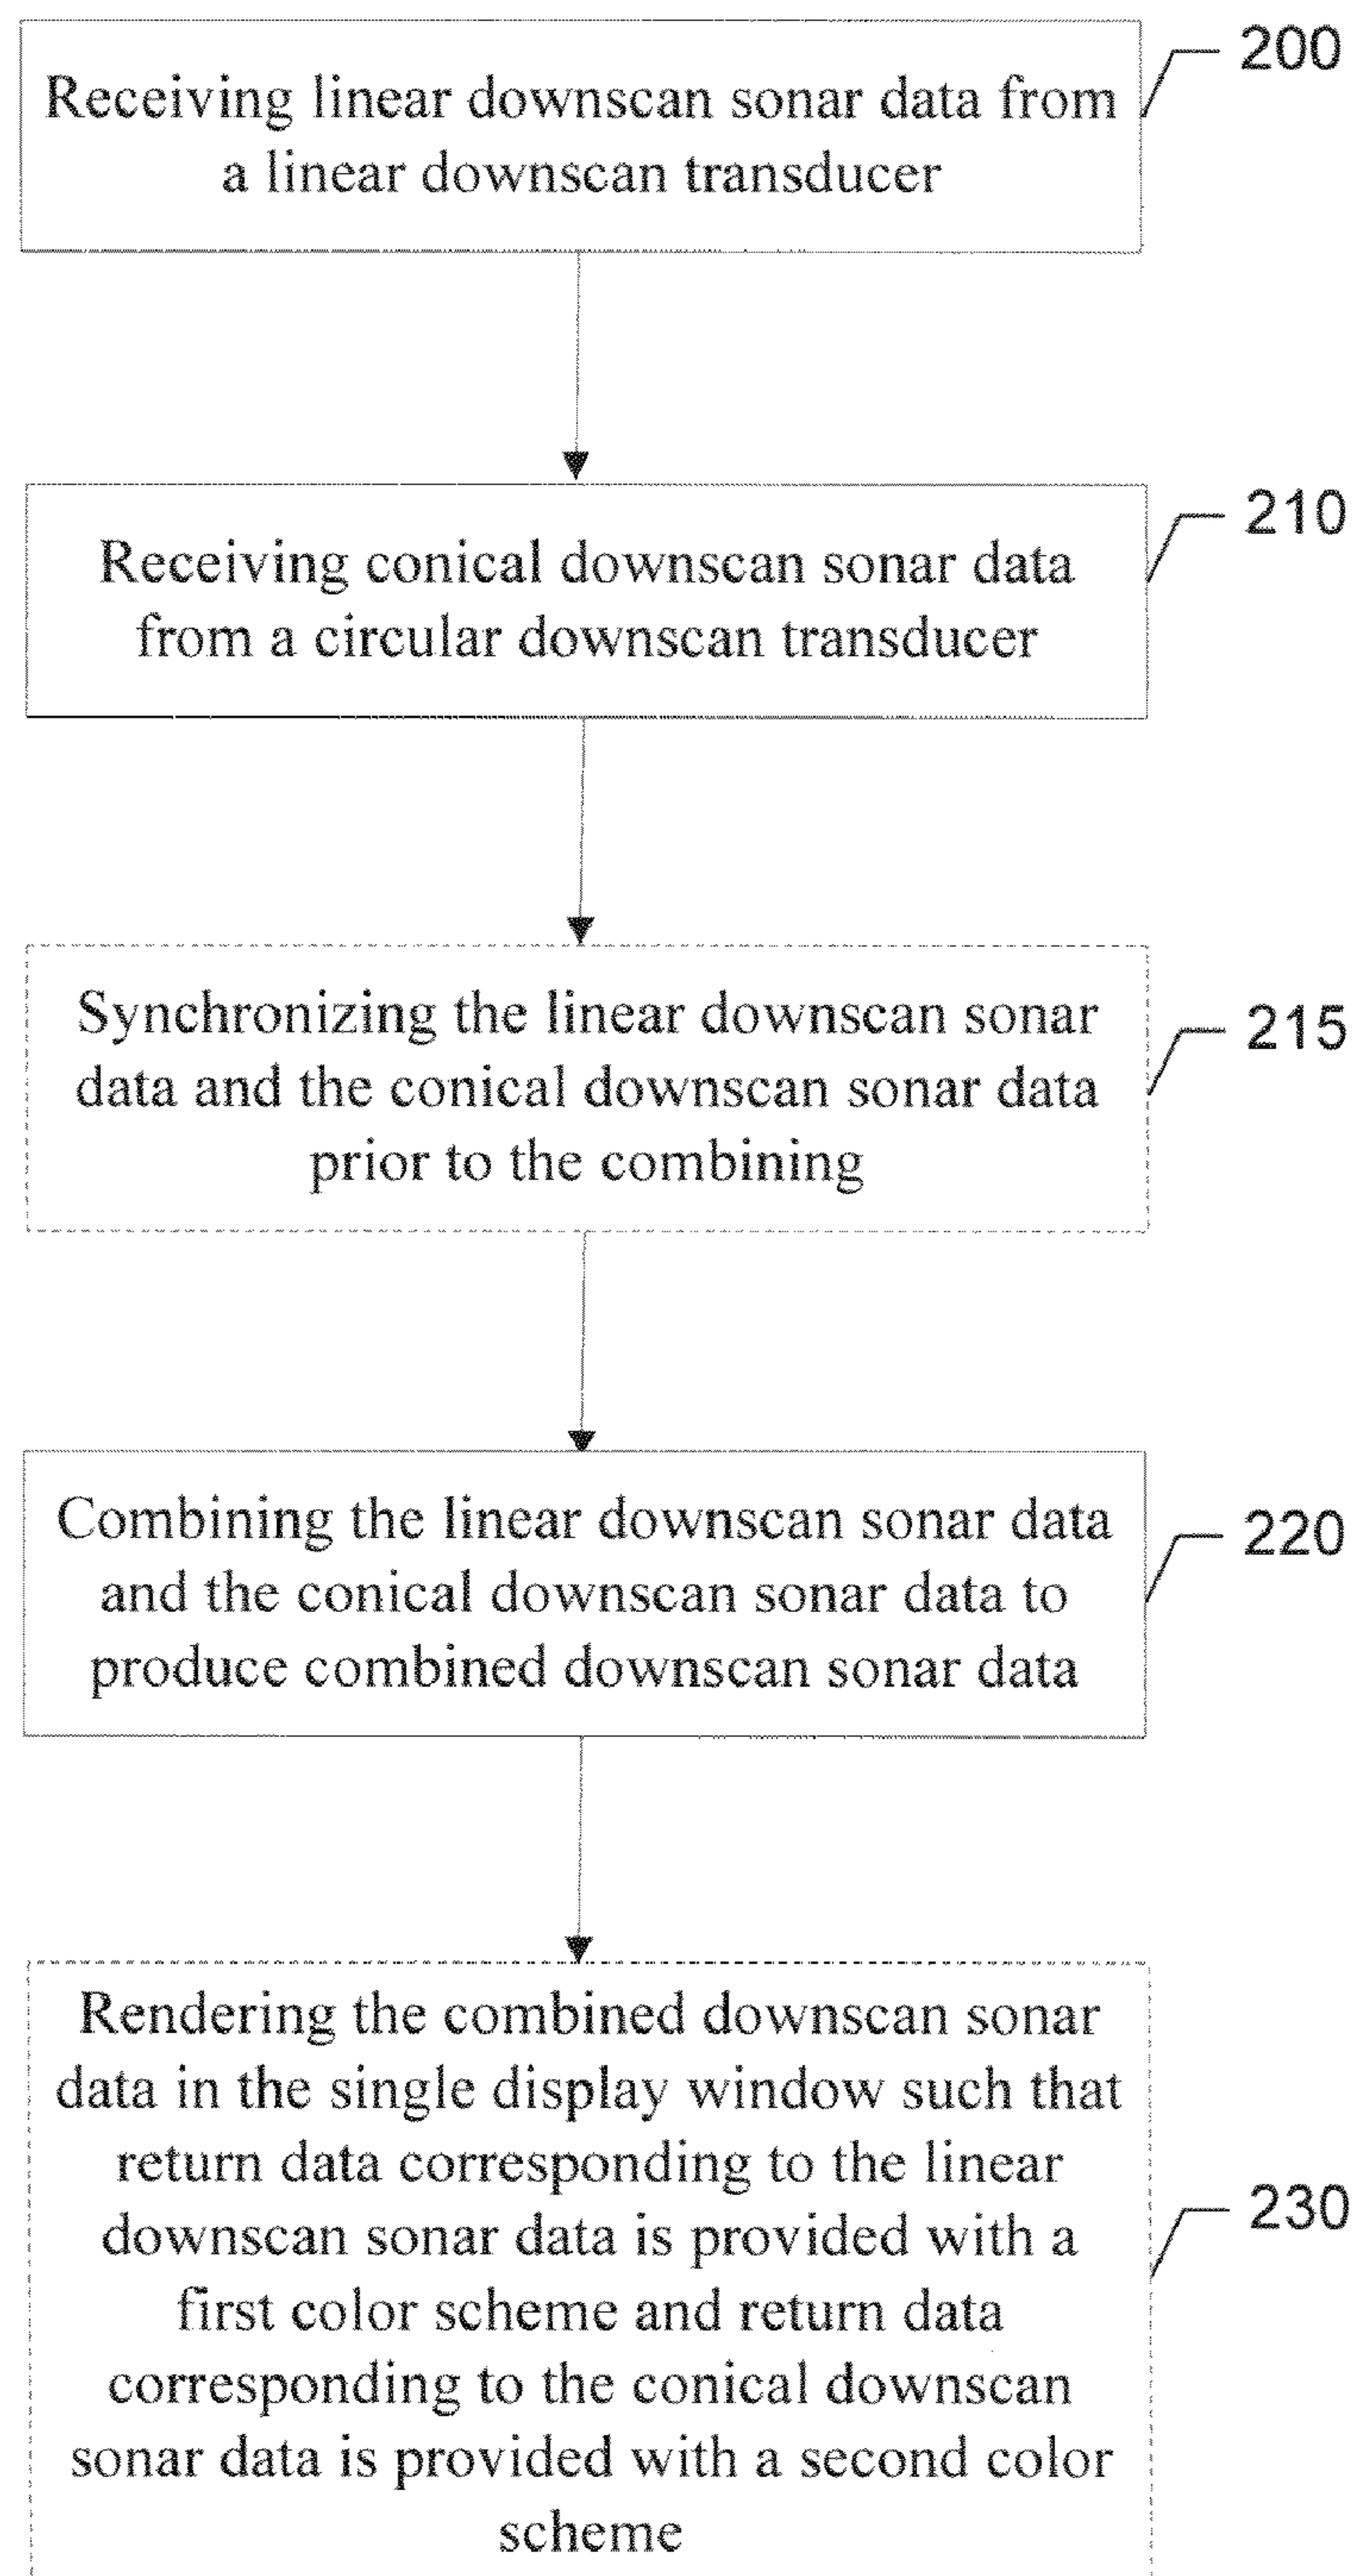 200
Receiving linear downscan sonar data from
a linear downscan transducer
210
Receiving conical downscan sonar data
from a circular downscan transducer
215
Synchronizing the linear downscan sonar
data and the conical downscan sonar data
prior to the combining
220
Combining the linear downscan sonar data
and the conical downscan sonar data to
produce combined downscan sonar data
230
Rendering the combined downscan sonar
data in the single display window such that
return data corresponding to the linear
downscan sonar data is provided with a
first color scheme and return data
corresponding to the conical downscan
sonar data is provided with a second color
scheme